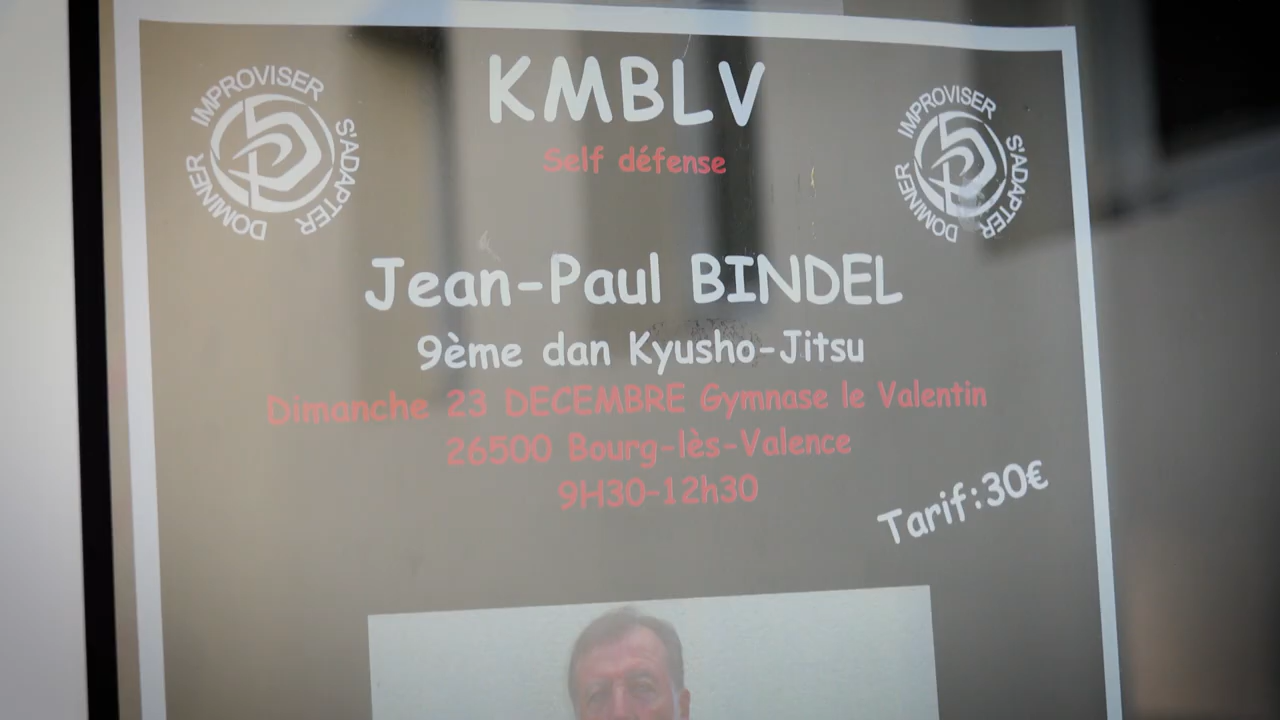 KMBLV
Self défense
IMPROVISER
S'ADAPTER
DOMINER
IMPROVISER
S'ADAPTER
DOMINER
Jean-Paul BINDEL
9ème dan Kyusho-Jitsu
Dimanche 23 DECEMBRE Gymnase le Valentin
26500 Bourg-lès-Valence
9H30-12h30
Tarif:30€